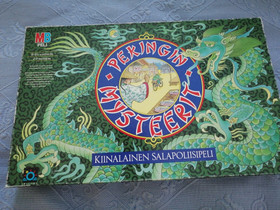 MB
PEKINGIN
MYSTEERIT
KIINALAINEN SALAPOLIISIPELI